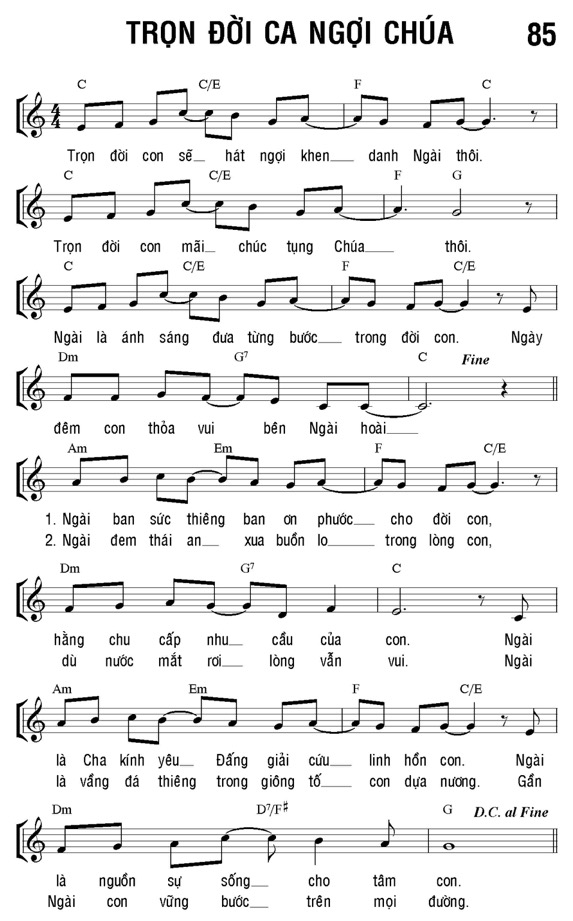 TRỌN ĐỜI CA NGỢI CHÚA 85
C C/E F C
Trọn đời con sẽ hát ngợi khen danh Ngài thôi.
C C/E F G
Trọn đời con mãi chúc tụng Chúa thôi.
C C/E F C/E
Ngài là ánh sáng đưa từng bước trong đời con. Ngày
Dm G7 C Fine
đêm con thỏa vui bên Ngài hoài
Am Em F C/E
1. Ngài ban sức thiêng ban ơn phước cho đời con,
2. Ngài đem thái an xua buồn lo trong lòng con,
Dm G7 C
hằng chu cấp nhu cầu của con. Ngài
dù nước mắt rơi lòng vẫn vui. Ngài
Am Em F C/E
là Cha kính yêu Đấng giải cứu linh hồn con. Ngài
là vầng đá thiêng trong giông tố con dựa nương. Gần
Dm D7/F# G D.C. al Fine
là nguồn sự sống cho tâm con.
Ngài con vững bước trên mọi đường.